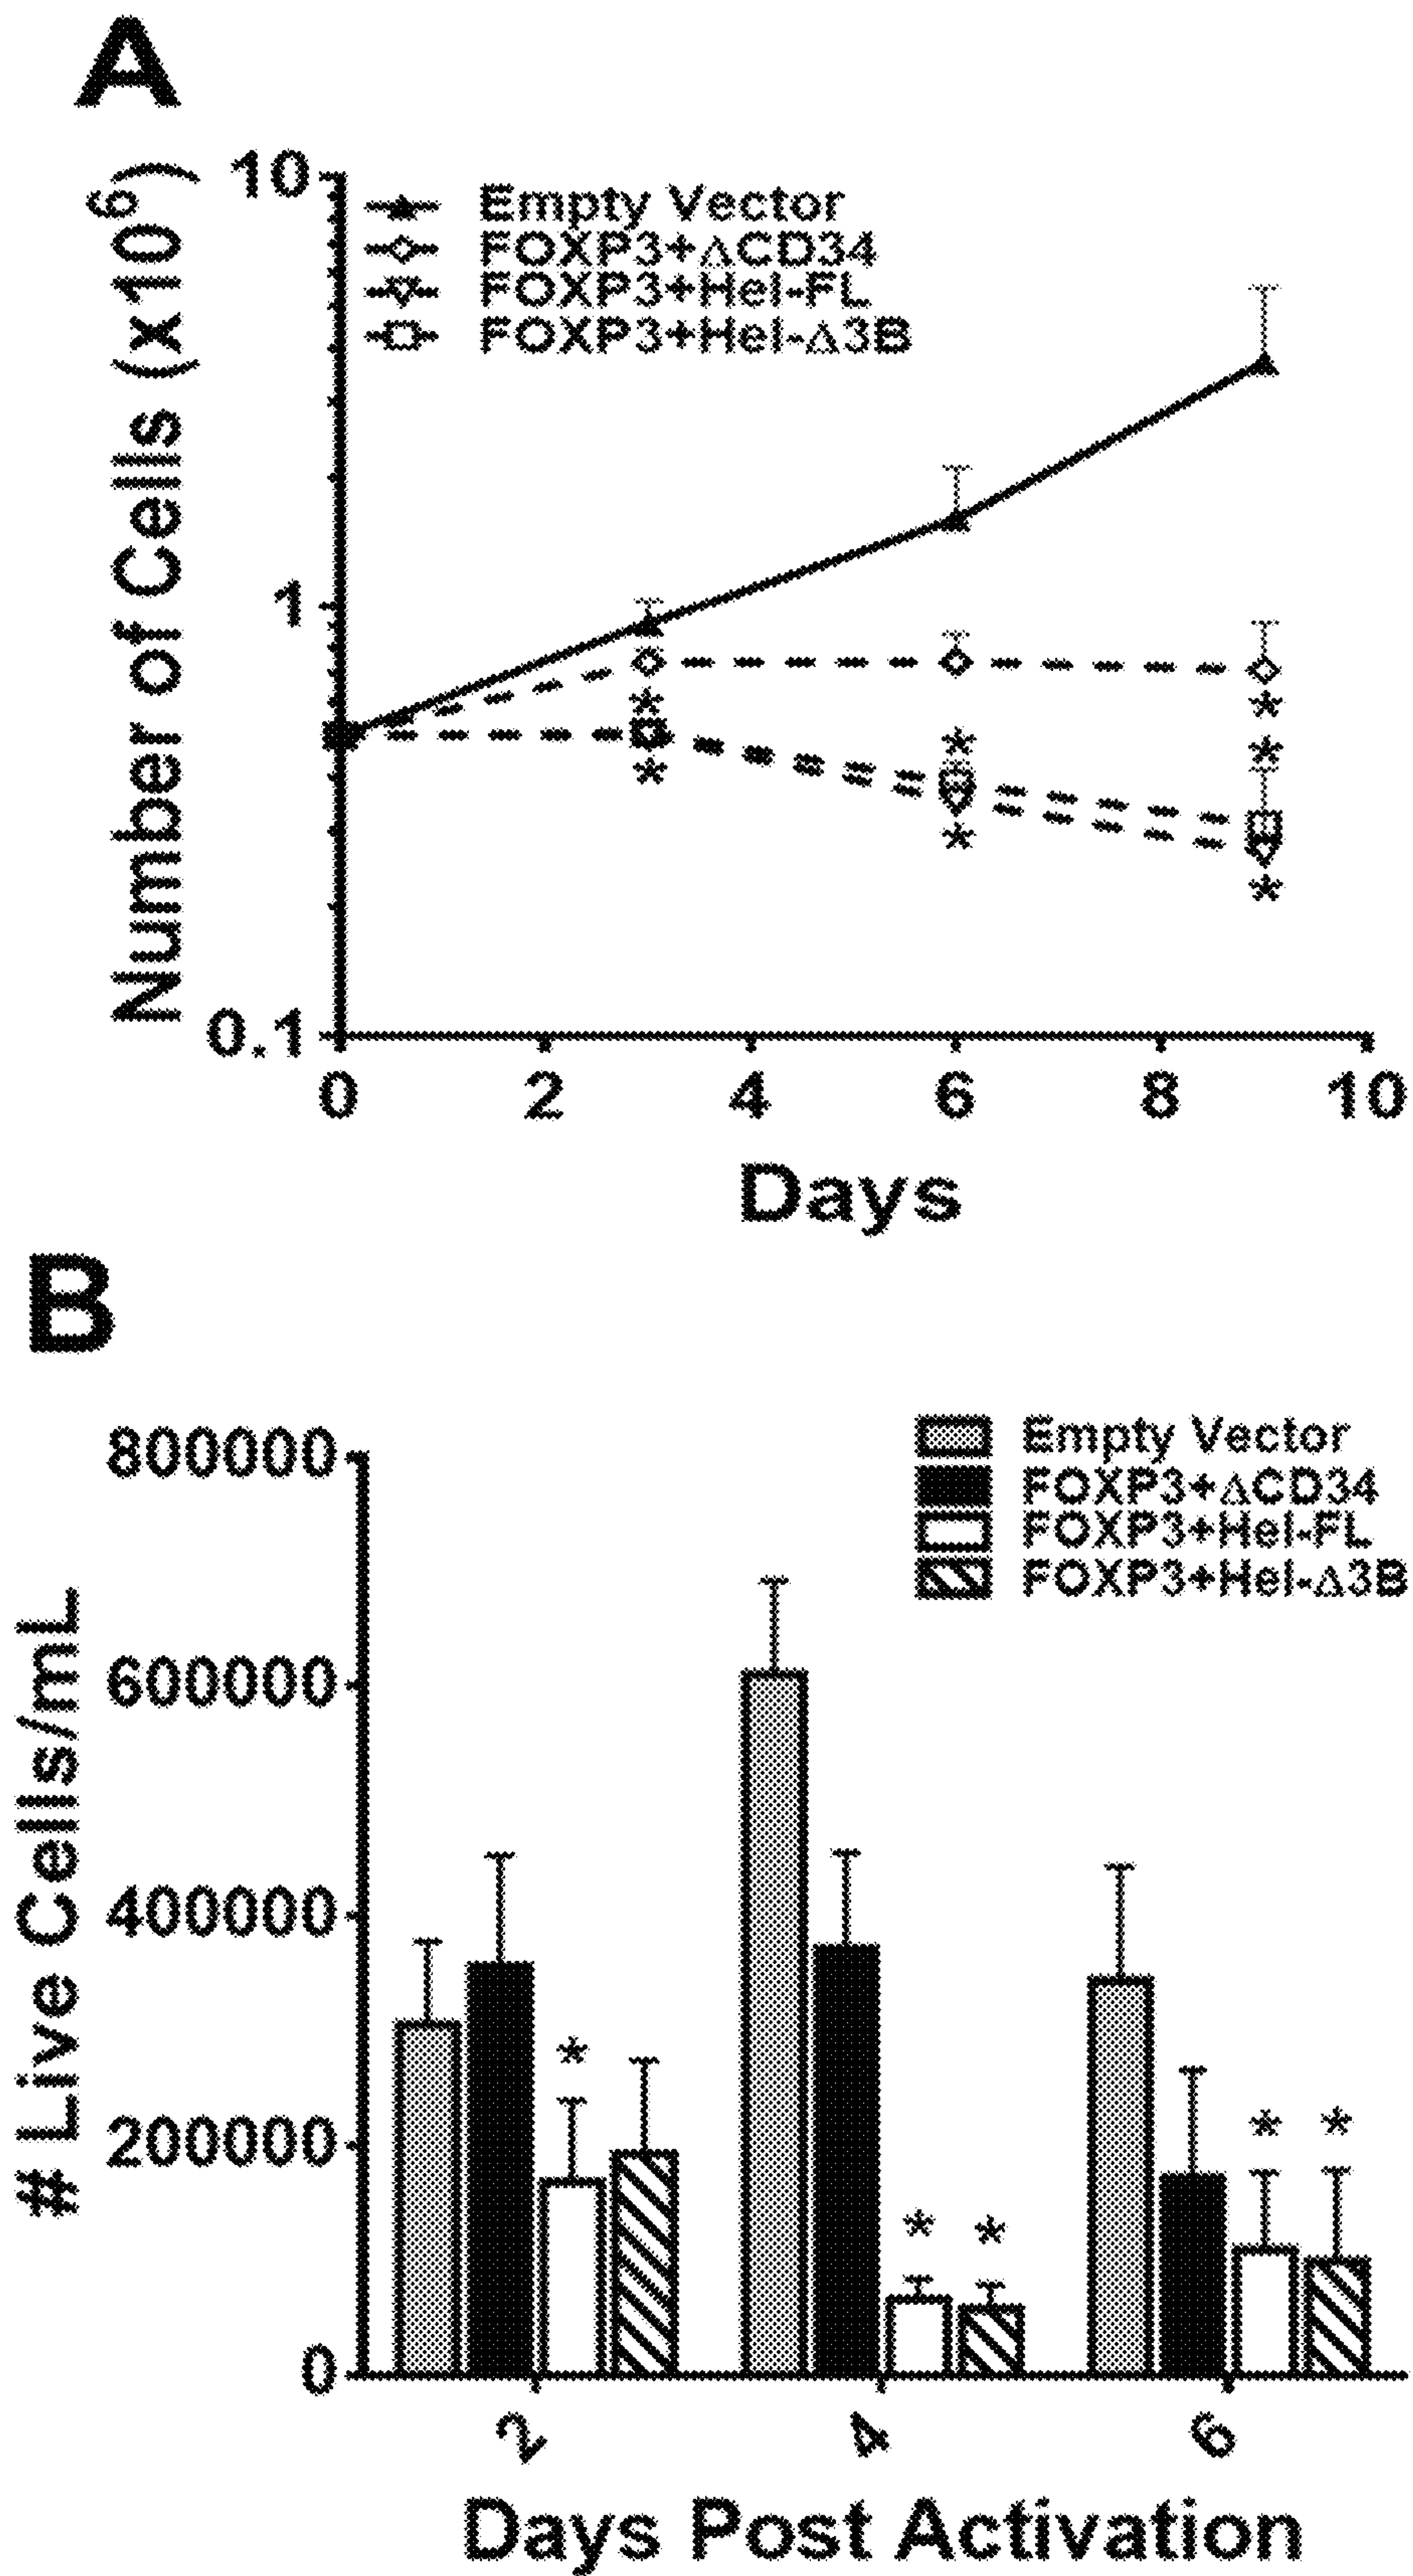 A
Number of Cells (x10⁶)
10
1
0.1
Empty Vector
FOXP3+ΔCD34
FOXP3+Hel-FL
FOXP3+Hel-Δ3B
*
*
*
*
*
*
*
0 2 4 6 8 10
Days
B
# Live Cells/mL
800000
600000
400000
200000
0
Empty Vector
FOXP3+ΔCD34
FOXP3+Hel-FL
FOXP3+Hel-Δ3B
*
* *
* *
2 4 6
Days Post Activation